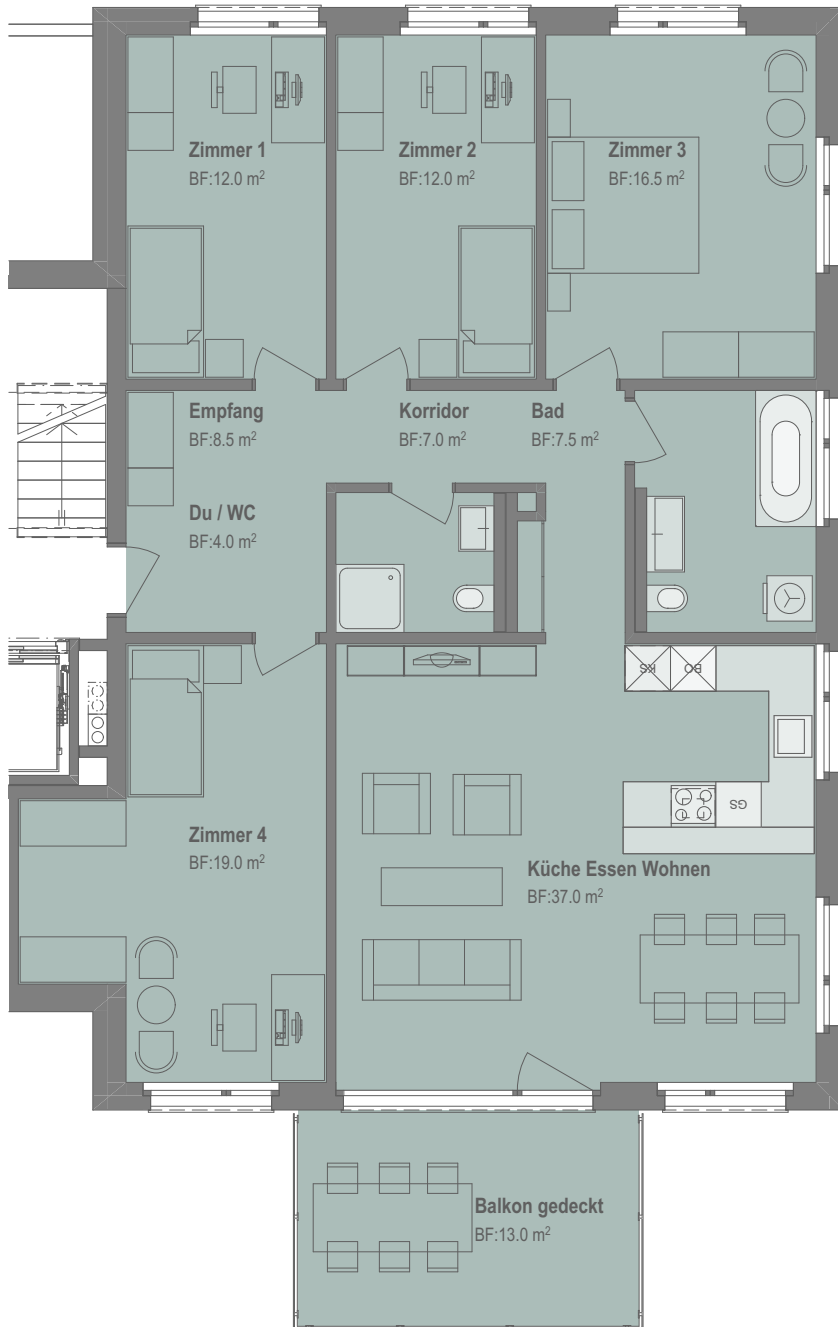 Zimmer 1
BF:12.0 m²
Zimmer 2
BF:12.0 m²
Zimmer 3
BF:16.5 m²
Empfang
BF:8.5 m²
Korridor
BF:7.0 m²
Bad
BF:7.5 m²
Du / WC
BF:4.0 m²
KS
BO
GS
Zimmer 4
BF:19.0 m²
Küche Essen Wohnen
BF:37.0 m²
Balkon gedeckt
BF:13.0 m²